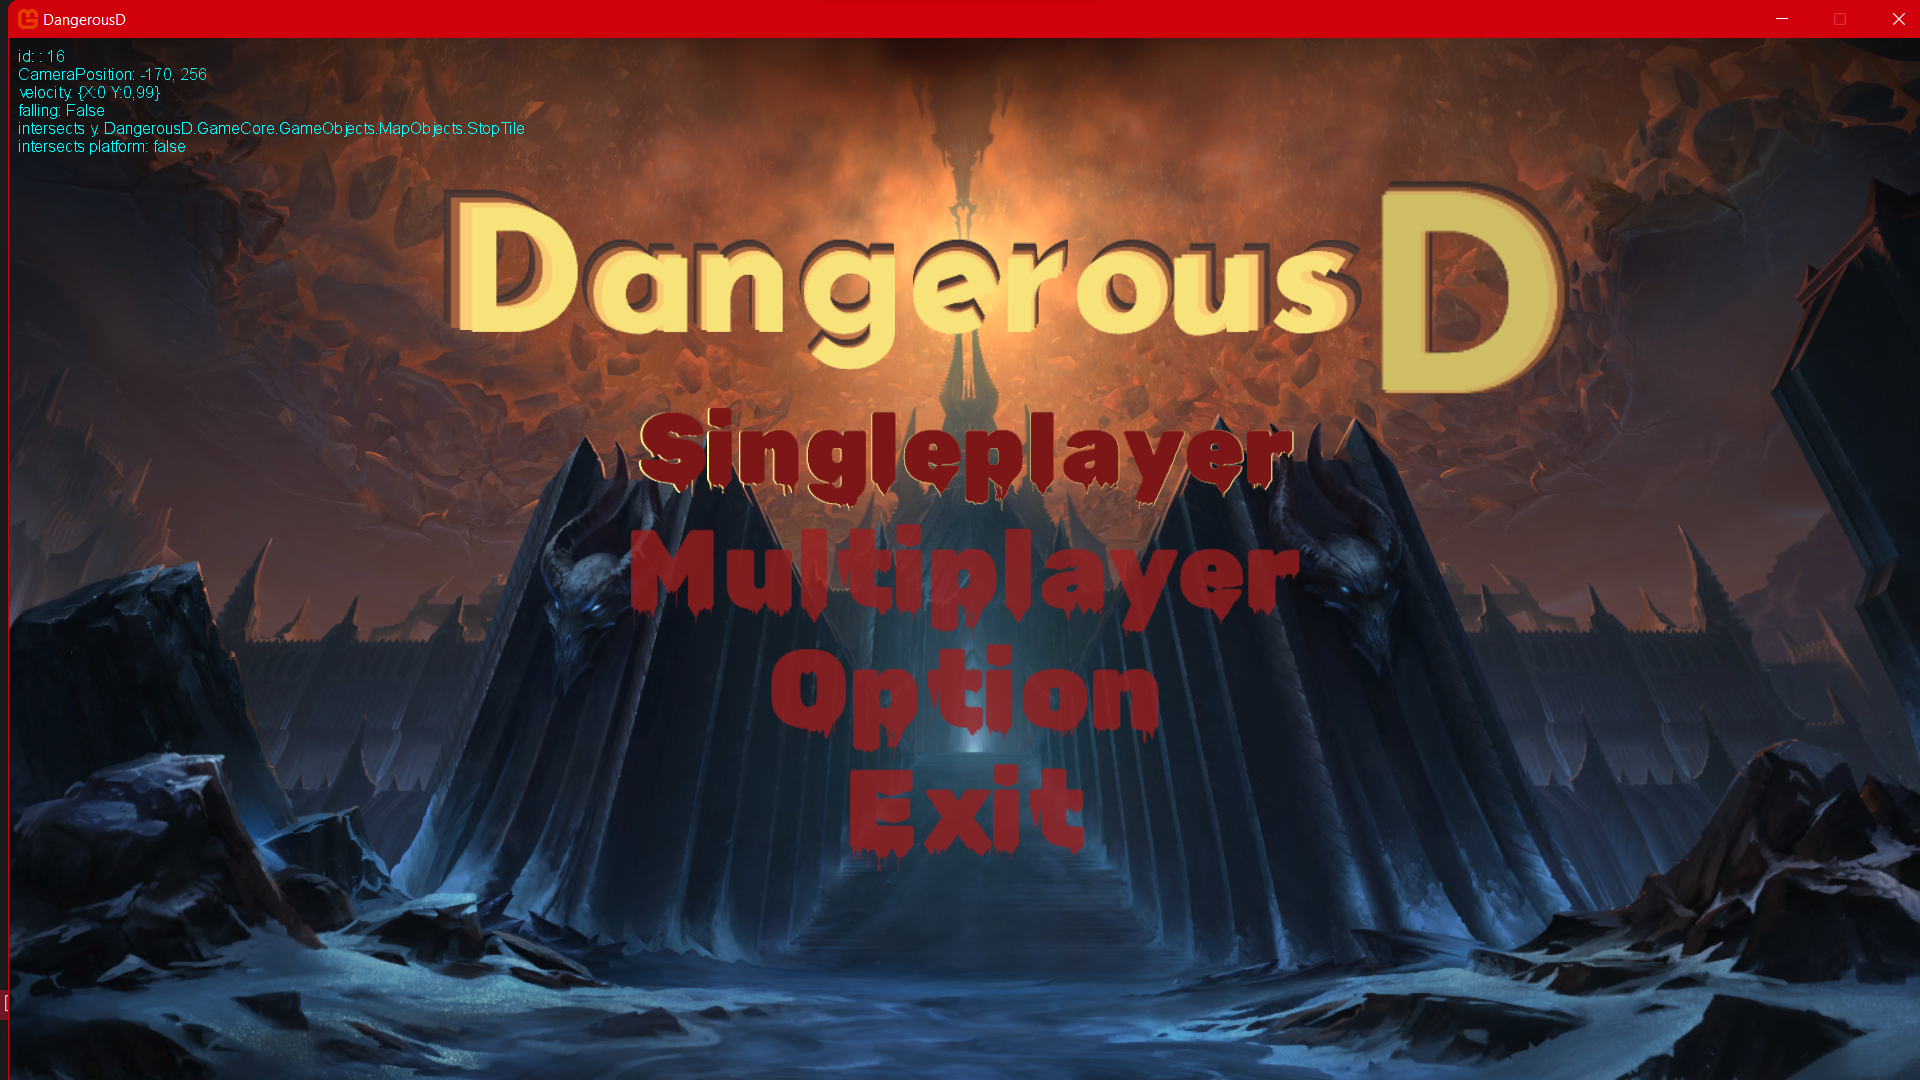 DangerousD
id: : 16
CameraPosition: -170, 256
velocity: {X:0 Y:0,99}
falling: False
intersects y: DangerousD.GameCore.GameObjects.MapObjects.StopTile
intersects platform: false
Dangerous D
Singleplayer
Multiplayer
Option
Exit